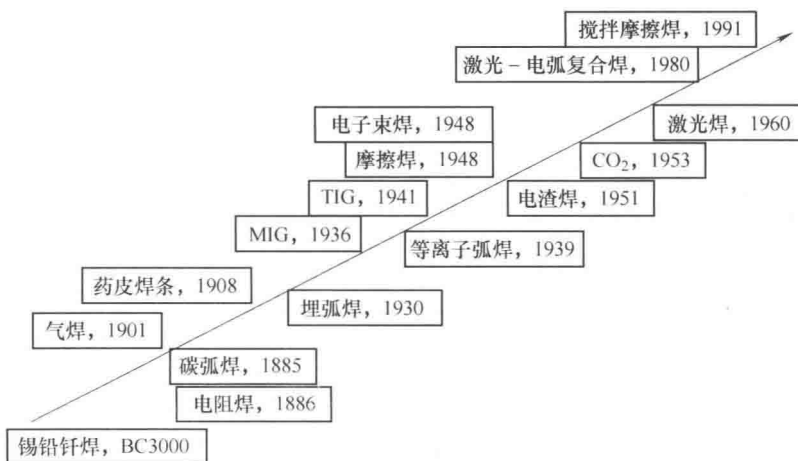 搅拌摩擦焊，1991
激光－电弧复合焊，1980
电子束焊，1948
激光焊，1960
摩擦焊，1948
CO₂，1953
TIG，1941
电渣焊，1951
MIG，1936
等离子弧焊，1939
药皮焊条，1908
埋弧焊，1930
气焊，1901
碳弧焊，1885
电阻焊，1886
锡铅钎焊，BC3000